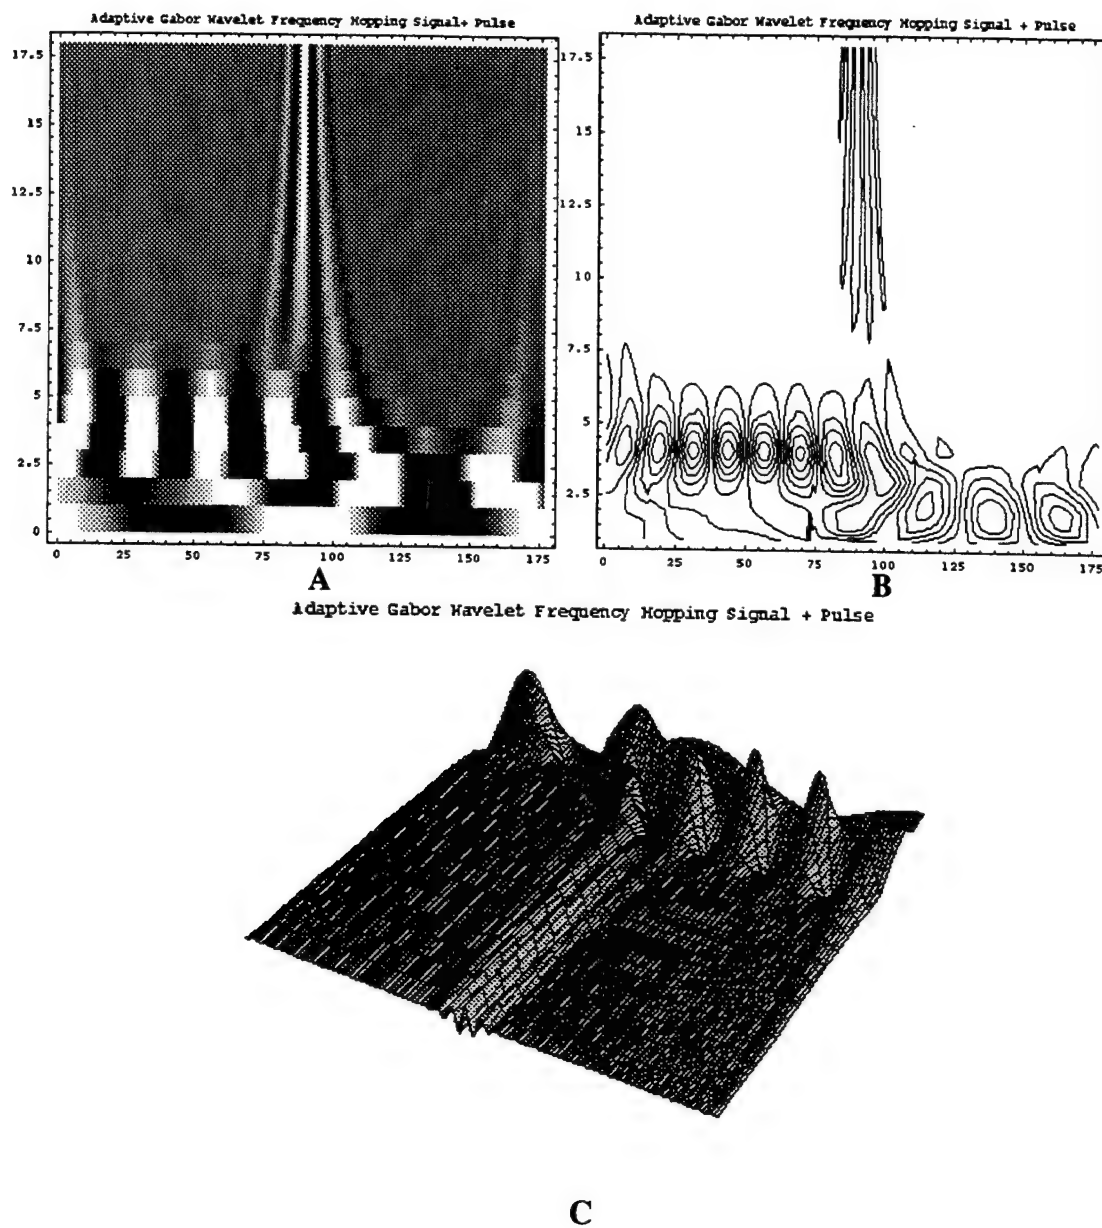 Adaptive Gabor Wavelet Frequency Hopping Signal+ Pulse
17.5
15
12.5
10
7.5
5
2.5
0
0 25 50 75 100 125 150 175
A
Adaptive Gabor Wavelet Frequency Hopping Signal + Pulse
17.5
15
12.5
10
7.5
5
2.5
0 25 50 75 100 125 150 175
B
Adaptive Gabor Wavelet Frequency Hopping Signal + Pulse
C